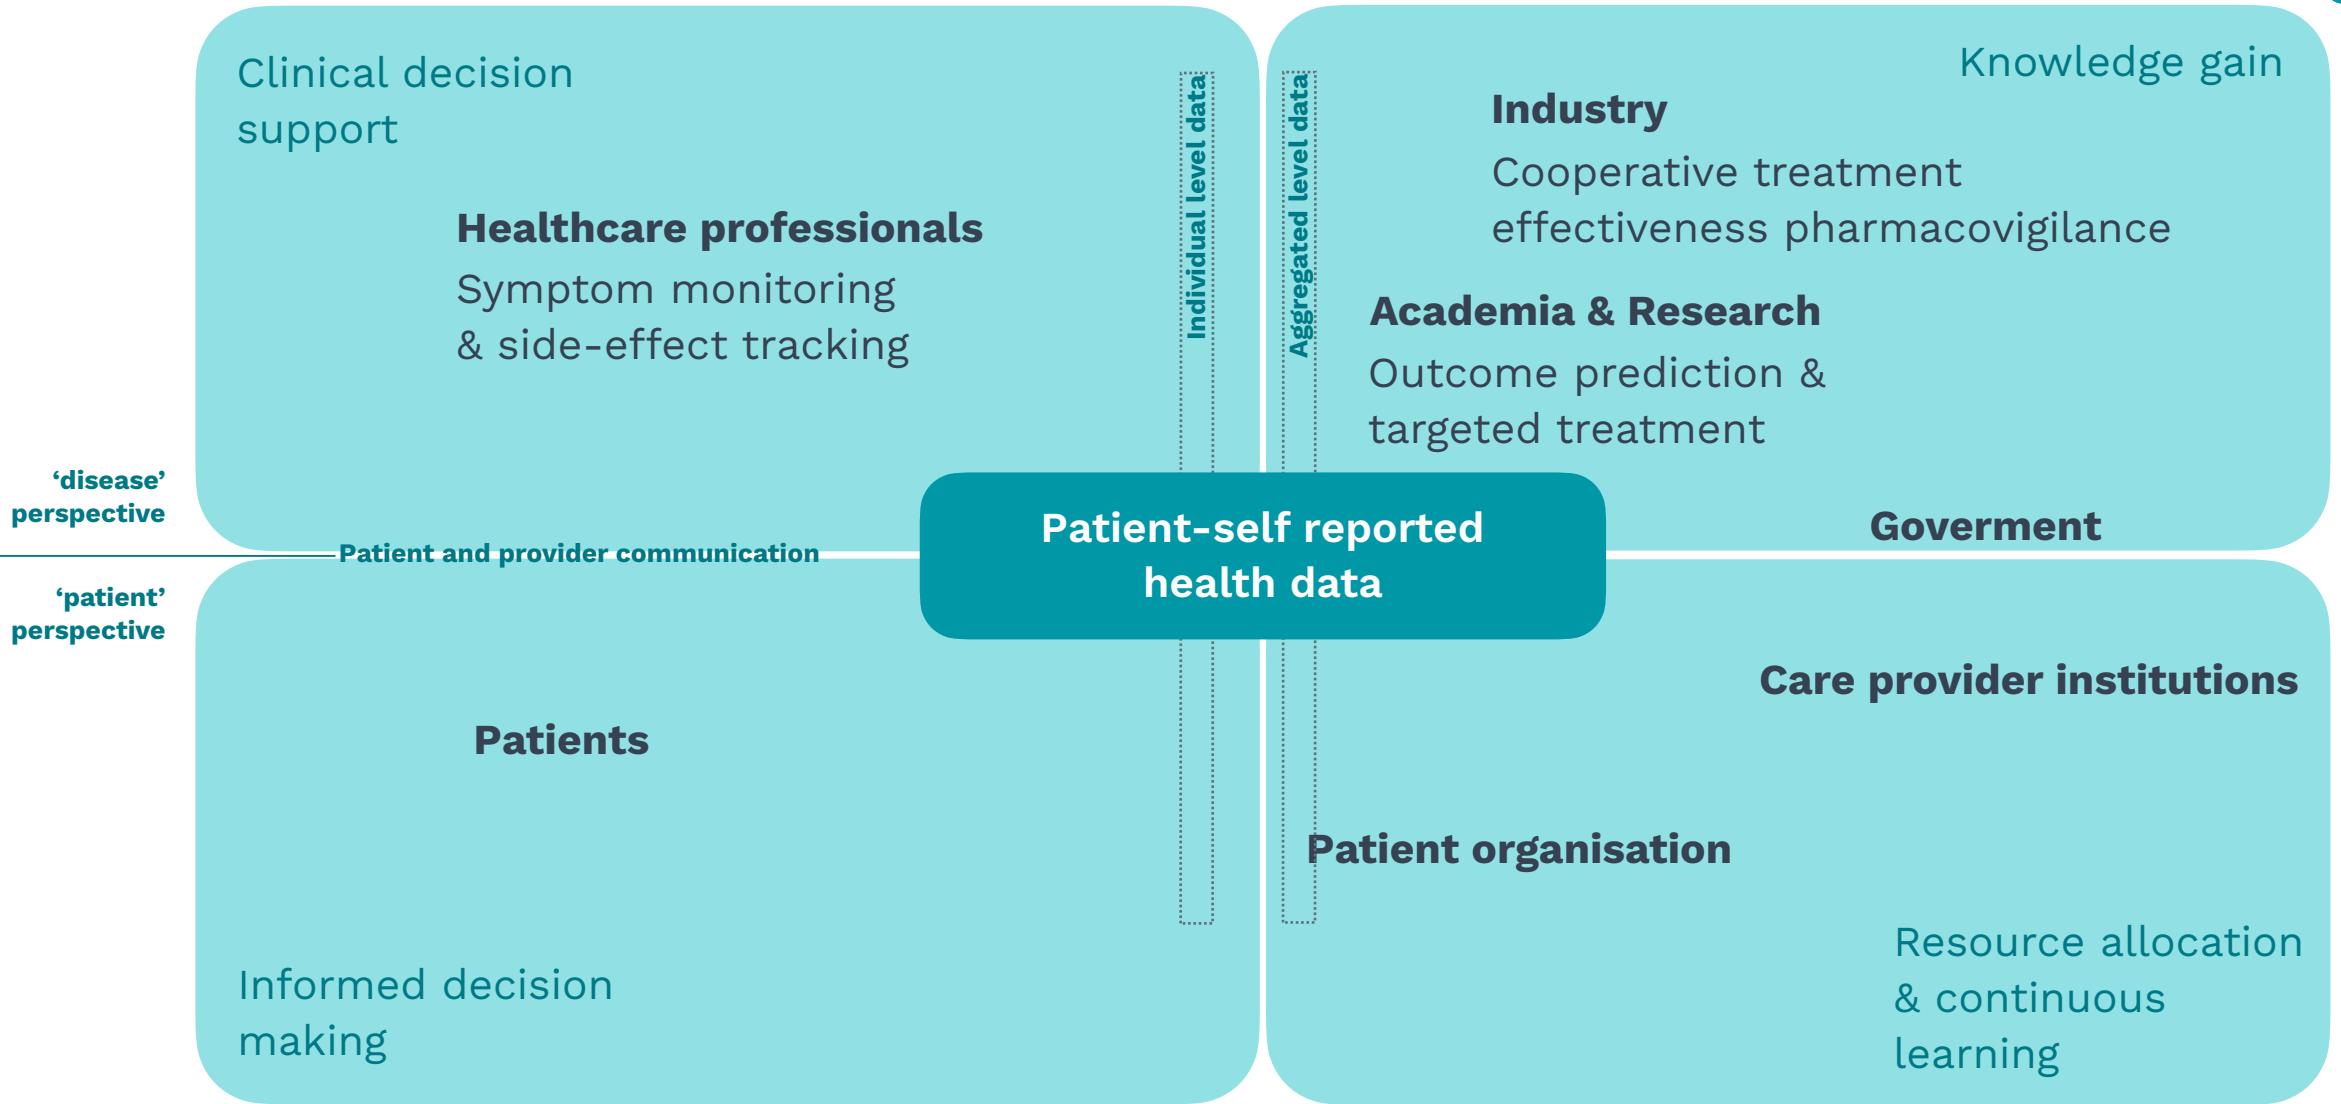 Clinical decision
support
Healthcare professionals
Symptom monitoring
& side-effect tracking
Individual level data
Aggregated level data
Knowledge gain
Industry
Cooperative treatment
effectiveness pharmacovigilance
Academia & Research
Outcome prediction &
targeted treatment
‘disease’
perspective
Patient and provider communication
‘patient’
perspective
Patient-self reported
health data
Goverment
Care provider institutions
Patients
Patient organisation
Informed decision
making
Resource allocation
& continuous
learning